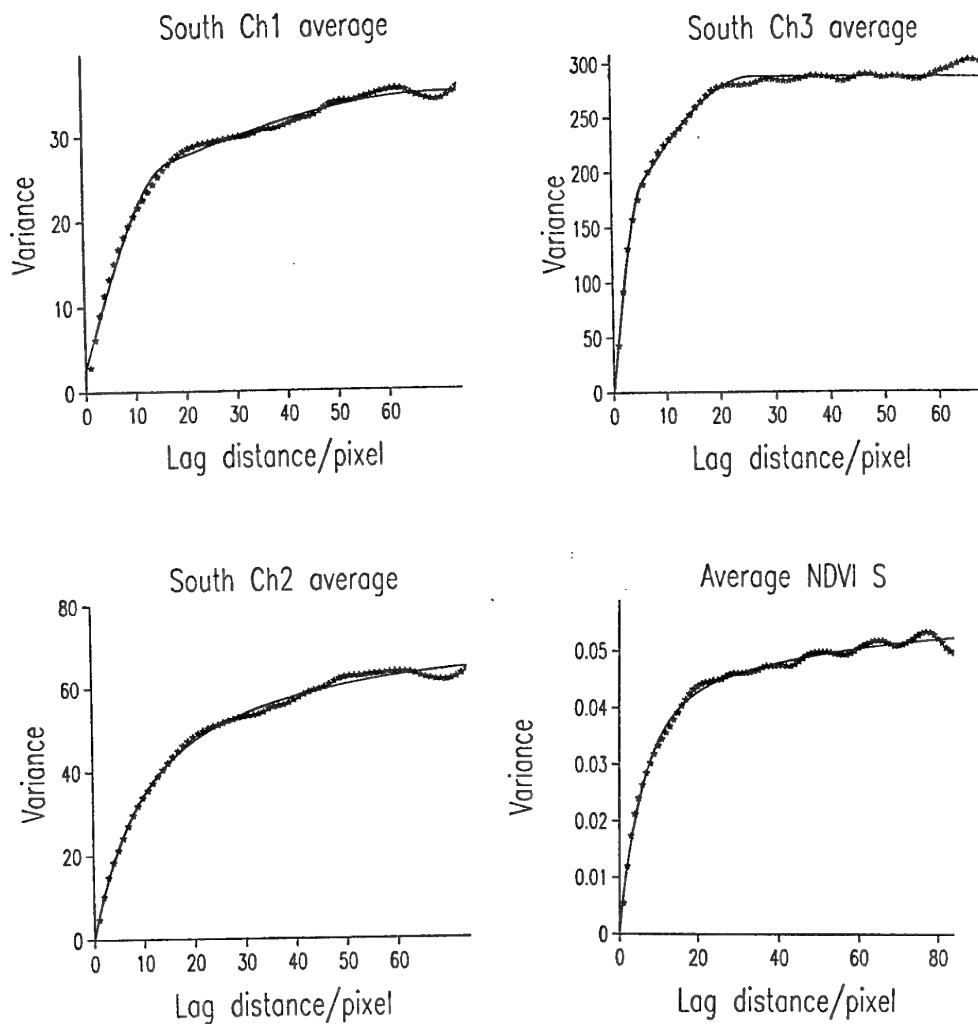 South Ch1 average
30
20
10
0
Variance
0 10 20 30 40 50 60
Lag distance/pixel
South Ch3 average
300
250
200
150
100
50
0
Variance
0 10 20 30 40 50 60
Lag distance/pixel
South Ch2 average
80
60
40
20
0
Variance
0 10 20 30 40 50 60
Lag distance/pixel
Average NDVI S
0.05
0.04
0.03
0.02
0.01
0
Variance
0 20 40 60 80
Lag distance/pixel